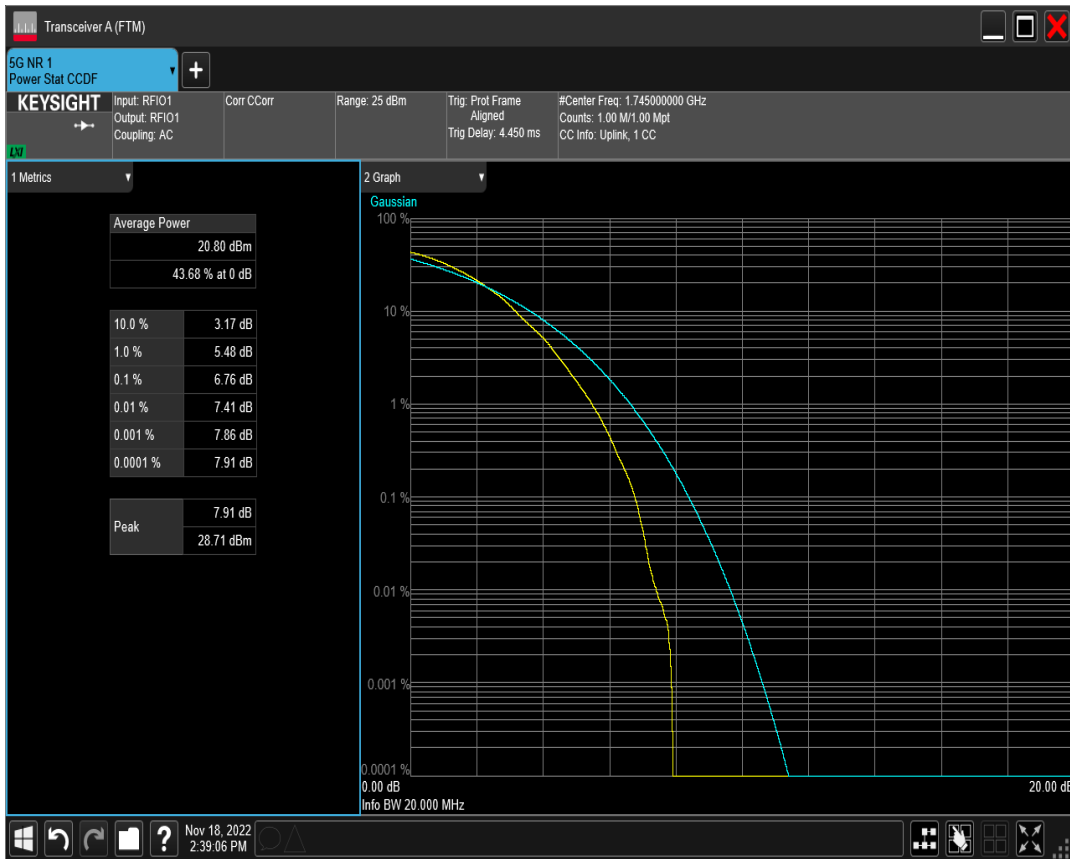 Transceiver A (FTM)
5G NR 1
Power Stat CCDF
KEYSIGHT
LXI
Input: RFIO1
Output: RFIO1
Coupling: AC
Corr CCorr
Range: 25 dBm
Trig: Prot Frame
Aligned
Trig Delay: 4.450 ms
#Center Freq: 1.745000000 GHz
Counts: 1.00 M/1.00 Mpt
CC Info: Uplink, 1 CC
1 Metrics
Average Power
20.80 dBm
43.68 % at 0 dB
10.0 % 3.17 dB
1.0 % 5.48 dB
0.1 % 6.76 dB
0.01 % 7.41 dB
0.001 % 7.86 dB
0.0001 % 7.91 dB
Peak 7.91 dB
28.71 dBm
2 Graph
Gaussian
100 %
10 %
1 %
0.1 %
0.01 %
0.001 %
0.0001 %
0.00 dB 20.00 dB
Info BW 20.000 MHz
? Nov 18, 2022
2:39:06 PM